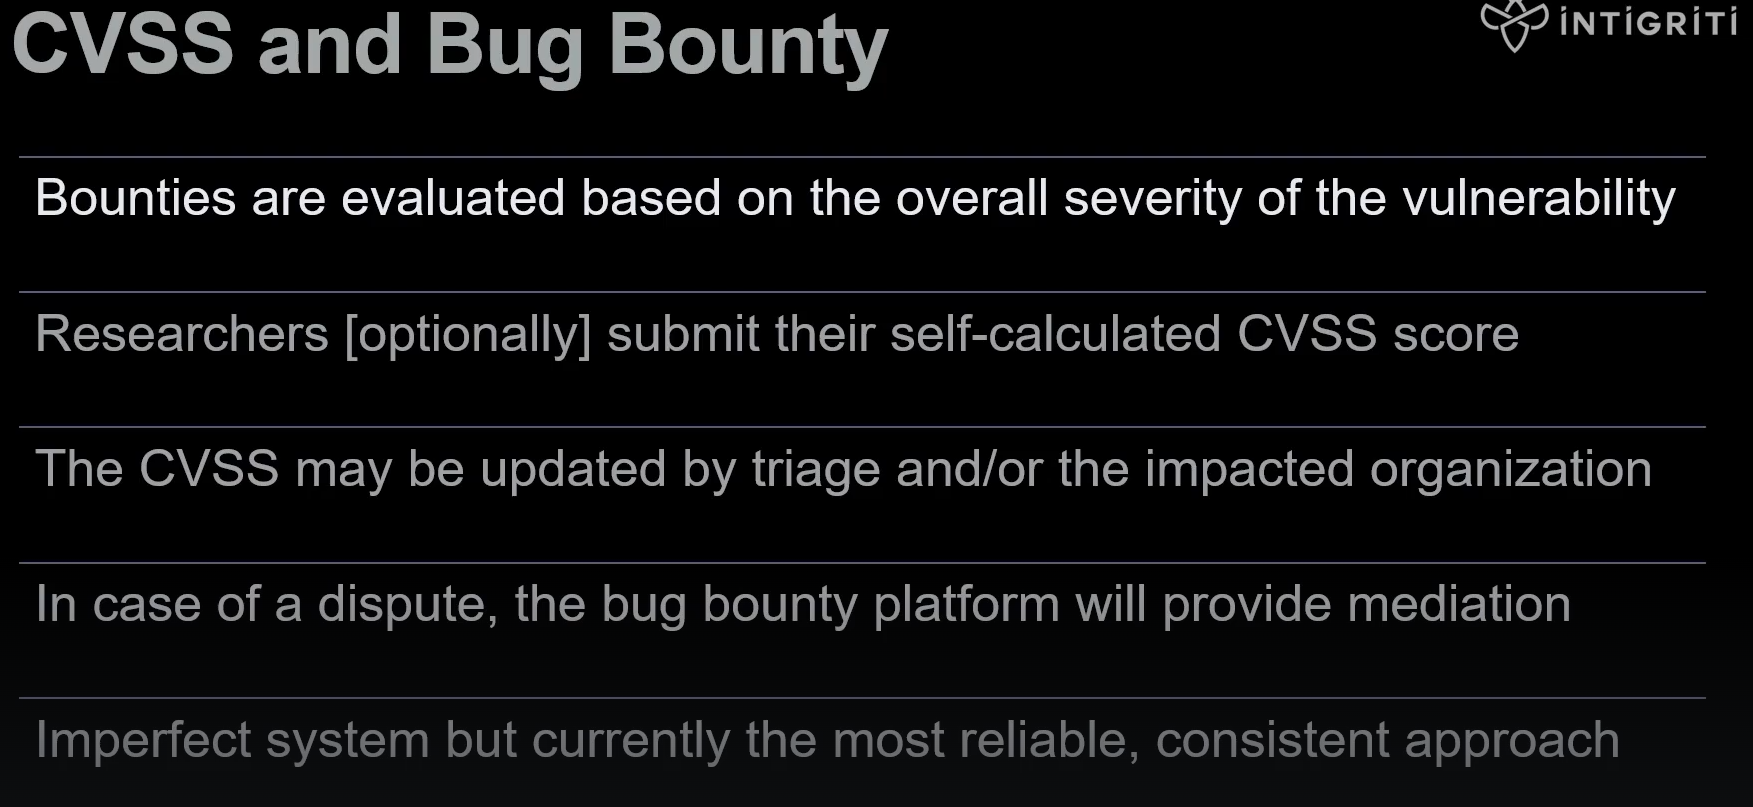 CVSS and Bug Bounty
INTIGRITI
Bounties are evaluated based on the overall severity of the vulnerability
Researchers [optionally] submit their self-calculated CVSS score
The CVSS may be updated by triage and/or the impacted organization
In case of a dispute, the bug bounty platform will provide mediation
Imperfect system but currently the most reliable, consistent approach